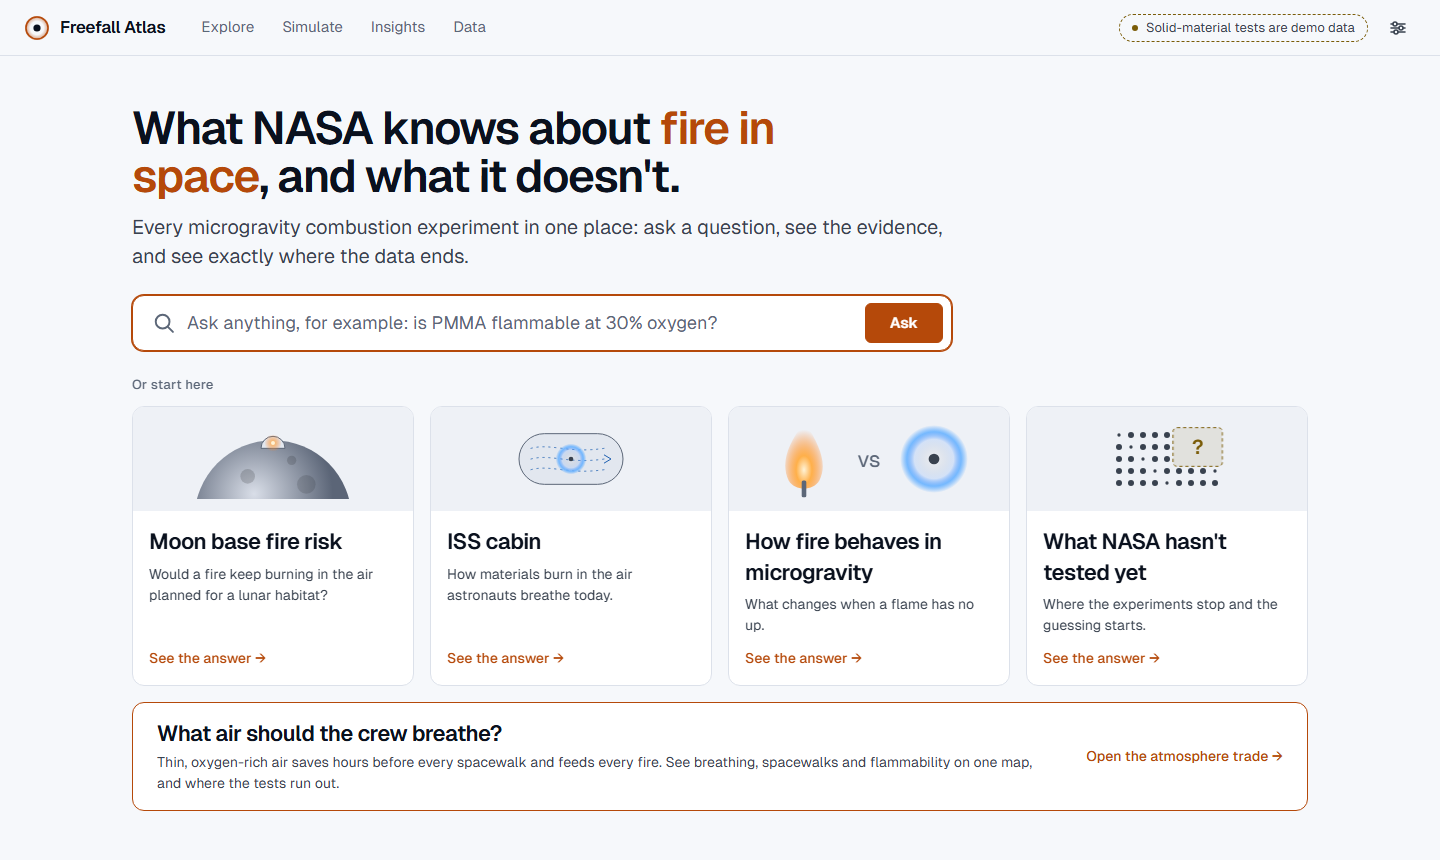 Freefall Atlas
Explore
Simulate
Insights
Data
Solid-material tests are demo data
What NASA knows about fire in
space, and what it doesn't.
Every microgravity combustion experiment in one place: ask a question, see the evidence,
and see exactly where the data ends.
Ask anything, for example: is PMMA flammable at 30% oxygen?
Ask
Or start here
Moon base fire risk
Would a fire keep burning in the air
planned for a lunar habitat?
See the answer →
ISS cabin
How materials burn in the air
astronauts breathe today.
See the answer →
VS
How fire behaves in
microgravity
What changes when a flame has no
up.
See the answer →
?
What NASA hasn't
tested yet
Where the experiments stop and the
guessing starts.
See the answer →
What air should the crew breathe?
Thin, oxygen-rich air saves hours before every spacewalk and feeds every fire. See breathing, spacewalks and flammability on one map,
and where the tests run out.
Open the atmosphere trade →